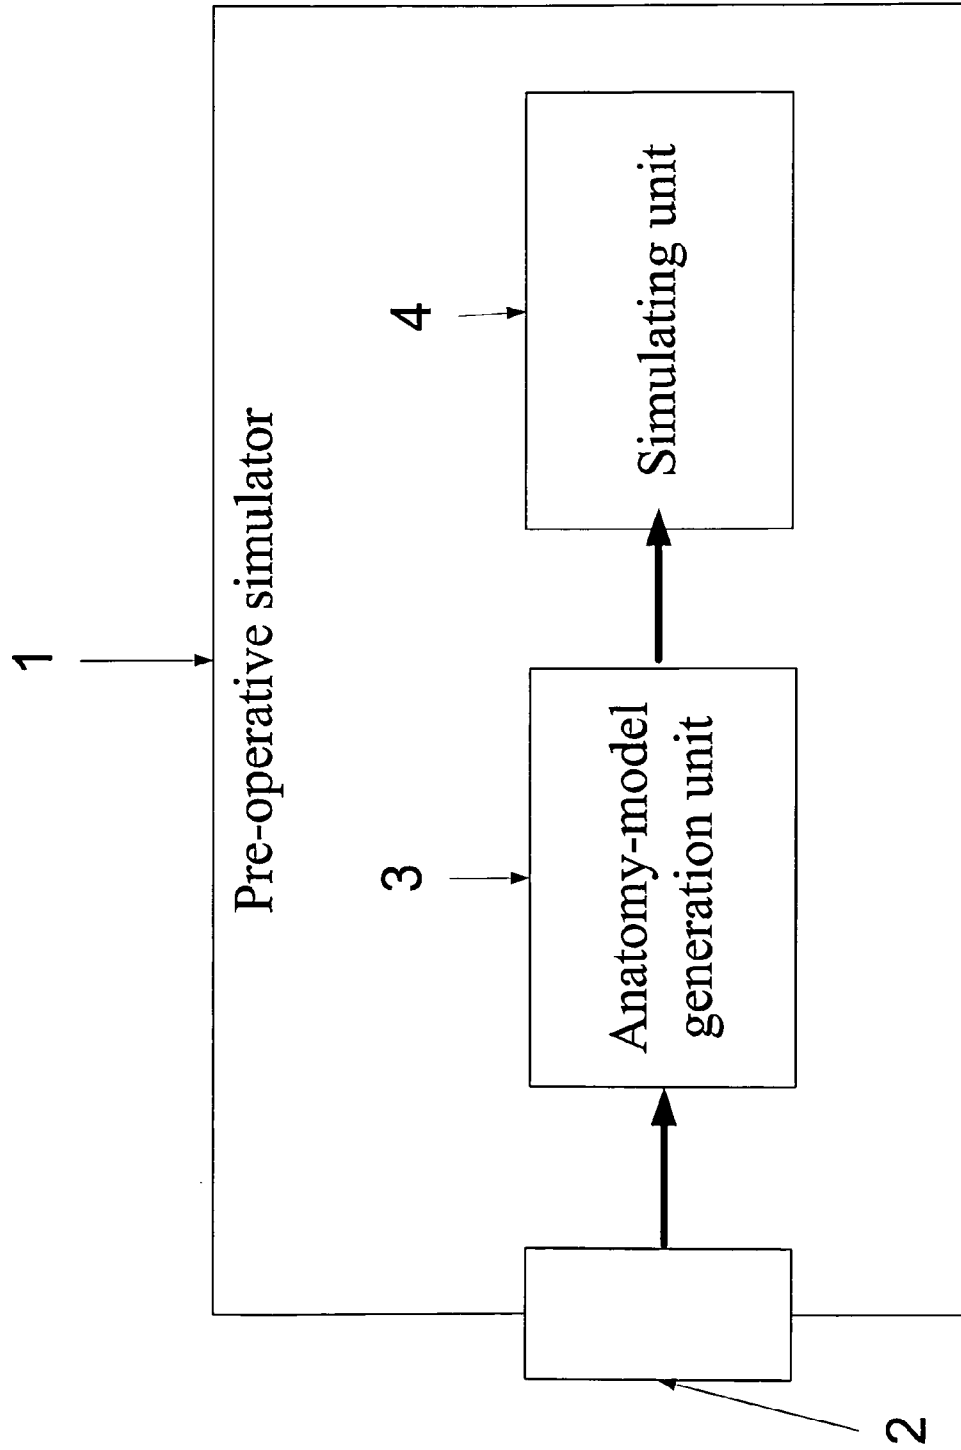 1
Pre-operative simulator
2
3
Anatomy-model
generation unit
4
Simulating unit